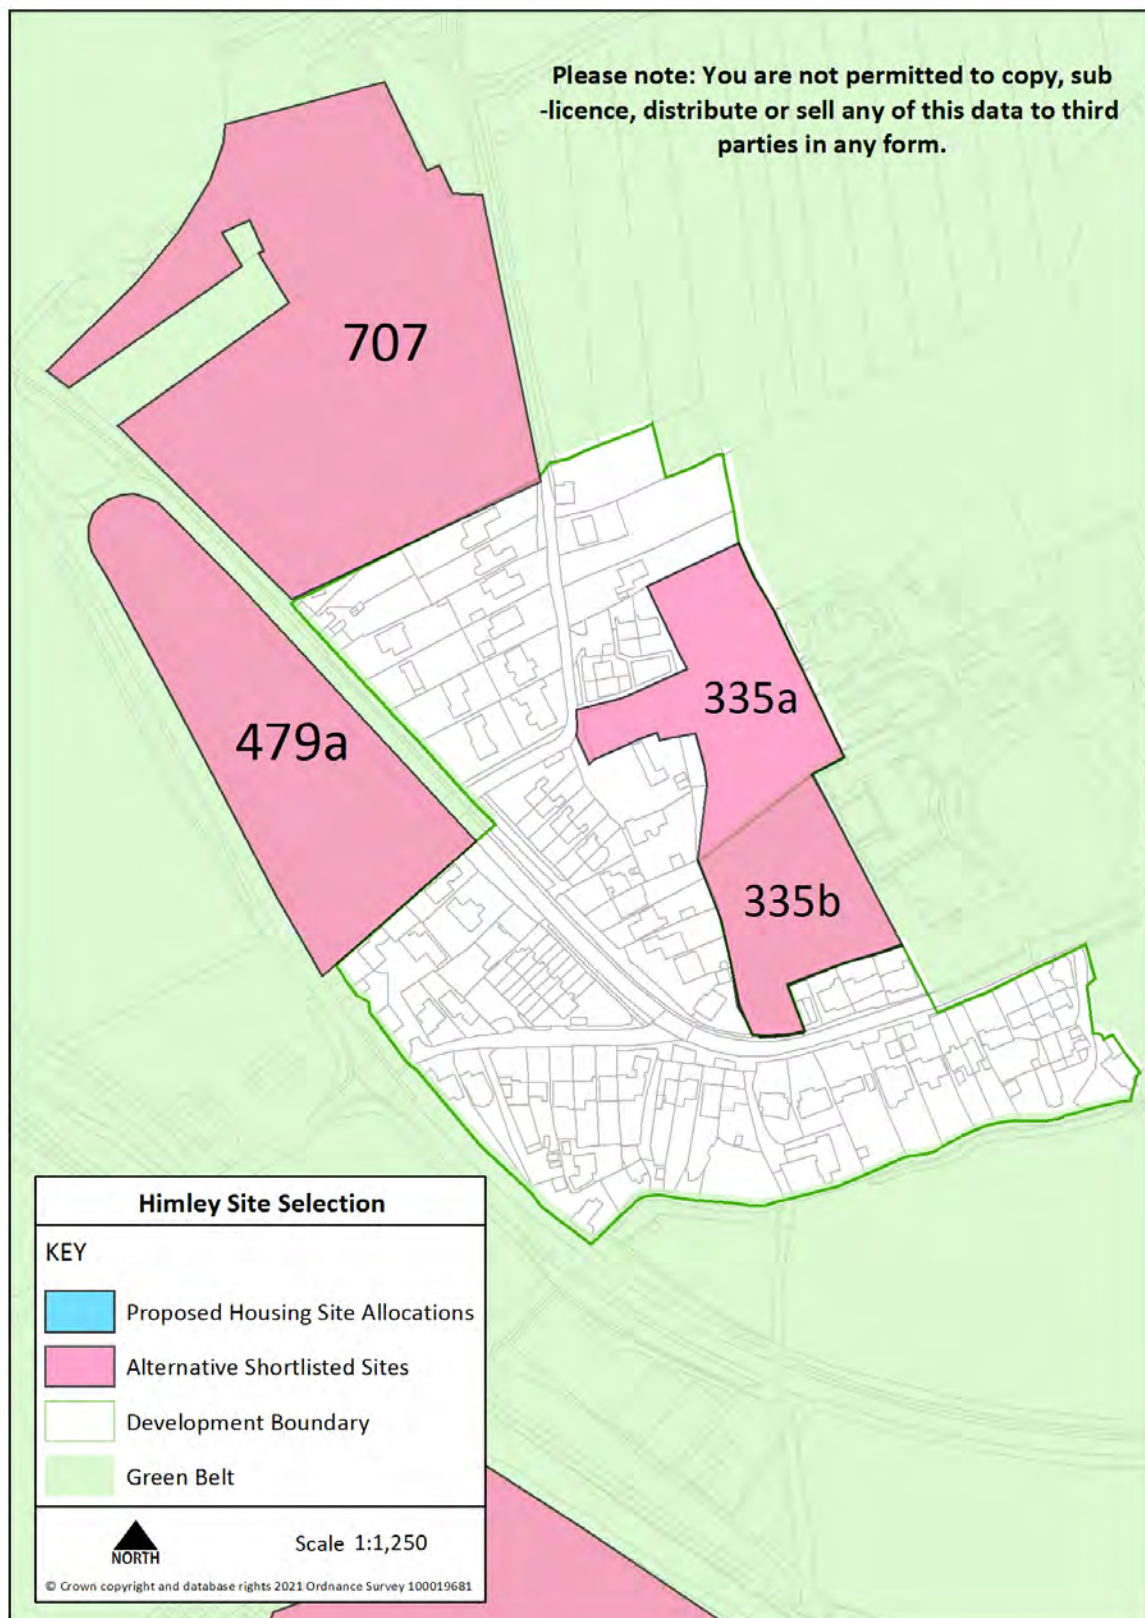 Please note: You are not permitted to copy, sub
-licence, distribute or sell any of this data to third
parties in any form.
707
335a
479a
335b
Himley Site Selection
KEY
Proposed Housing Site Allocations
Alternative Shortlisted Sites
Development Boundary
Green Belt
NORTH
Scale 1:1,250
© Crown copyright and database rights 2021 Ordnance Survey 100019681